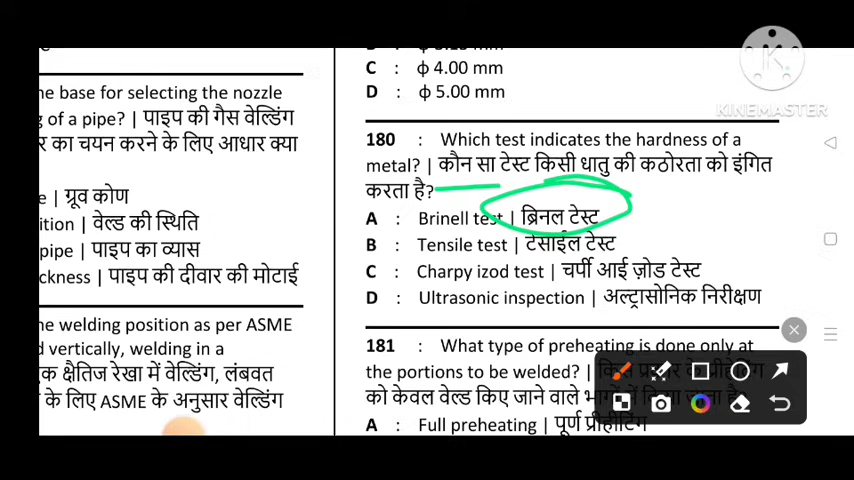 he base for selecting the nozzle
g of a pipe? | पाइप की गैस वेल्डिंग
र का चयन करने के लिए आधार क्या
e | ग्रूव कोण
ition | वेल्ड की स्थिति
pipe | पाइप का व्यास
ckness | पाइप की दीवार की मोटाई
he welding position as per ASME
d vertically, welding in a
क क्षैतिज रेखा में वेल्डिंग, लंबवत
के लिए ASME के अनुसार वेल्डिंग
C : ϕ 4.00 mm
D : ϕ 5.00 mm
180 : Which test indicates the hardness of a
metal? | कौन सा टेस्ट किसी धातु की कठोरता को इंगित
करता है?
A : Brinell test | ब्रिनल टेस्ट
B : Tensile test | टेंसाईल टेस्ट
C : Charpy izod test | चर्पी आई ज़ोड टेस्ट
D : Ultrasonic inspection | अल्ट्रासोनिक निरीक्षण
181 : What type of preheating is done only at
the portions to be welded? | किस प्रकार के प्रीहीटिंग
को केवल वेल्ड किए जाने वाले भागों में किया जाता है
A : Full preheating | पूर्ण प्रीहीटिंग
K
KINEMASTER